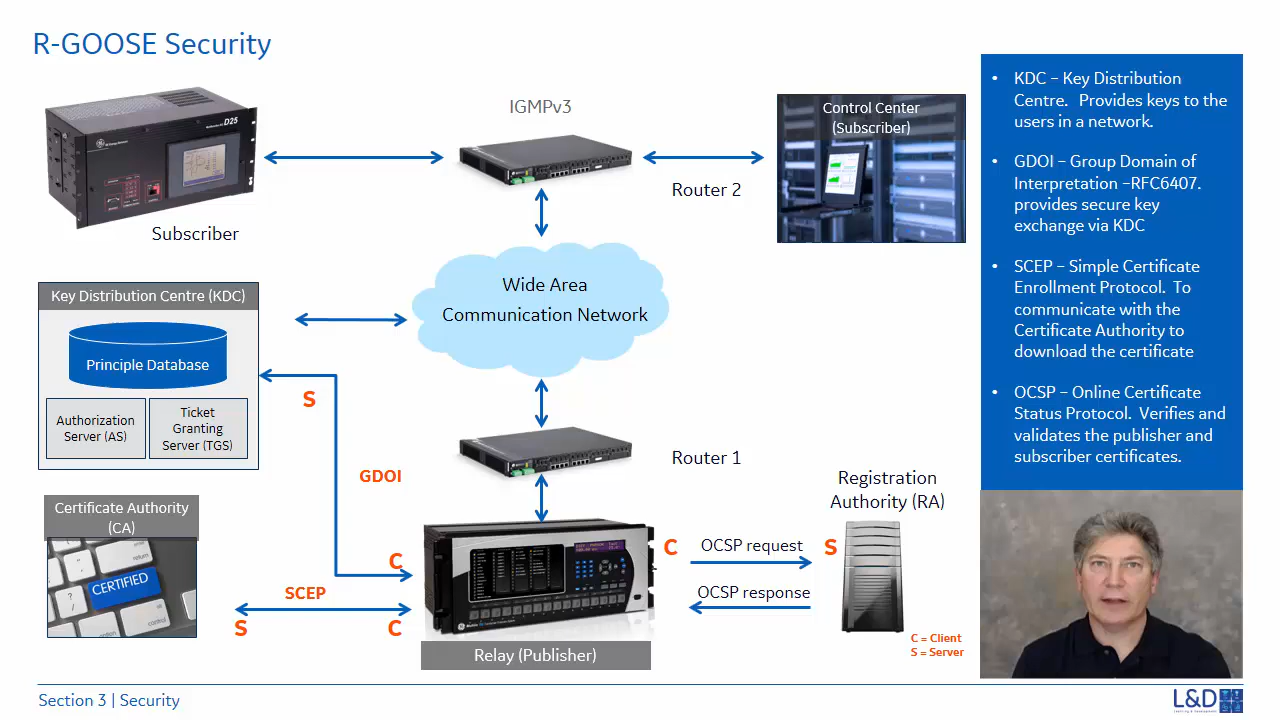 R-GOOSE Security
IGMPv3
Control Center
(Subscriber)
D25
Router 2
Subscriber
Wide Area
Communication Network
Key Distribution Centre (KDC)
Principle Database
Authorization
Server (AS)
Ticket
Granting
Server (TGS)
S
GDOI
Router 1
Certificate Authority
(CA)
CERTIFIED
return
control
SCEP
S
C
C
C
OCSP request
S
OCSP response
Registration
Authority (RA)
Relay (Publisher)
C = Client
S = Server
• KDC – Key Distribution
Centre. Provides keys to the
users in a network.
• GDOI – Group Domain of
Interpretation –RFC6407.
provides secure key
exchange via KDC
• SCEP – Simple Certificate
Enrollment Protocol. To
communicate with the
Certificate Authority to
download the certificate
• OCSP – Online Certificate
Status Protocol. Verifies and
validates the publisher and
subscriber certificates.
Section 3 | Security
L&D